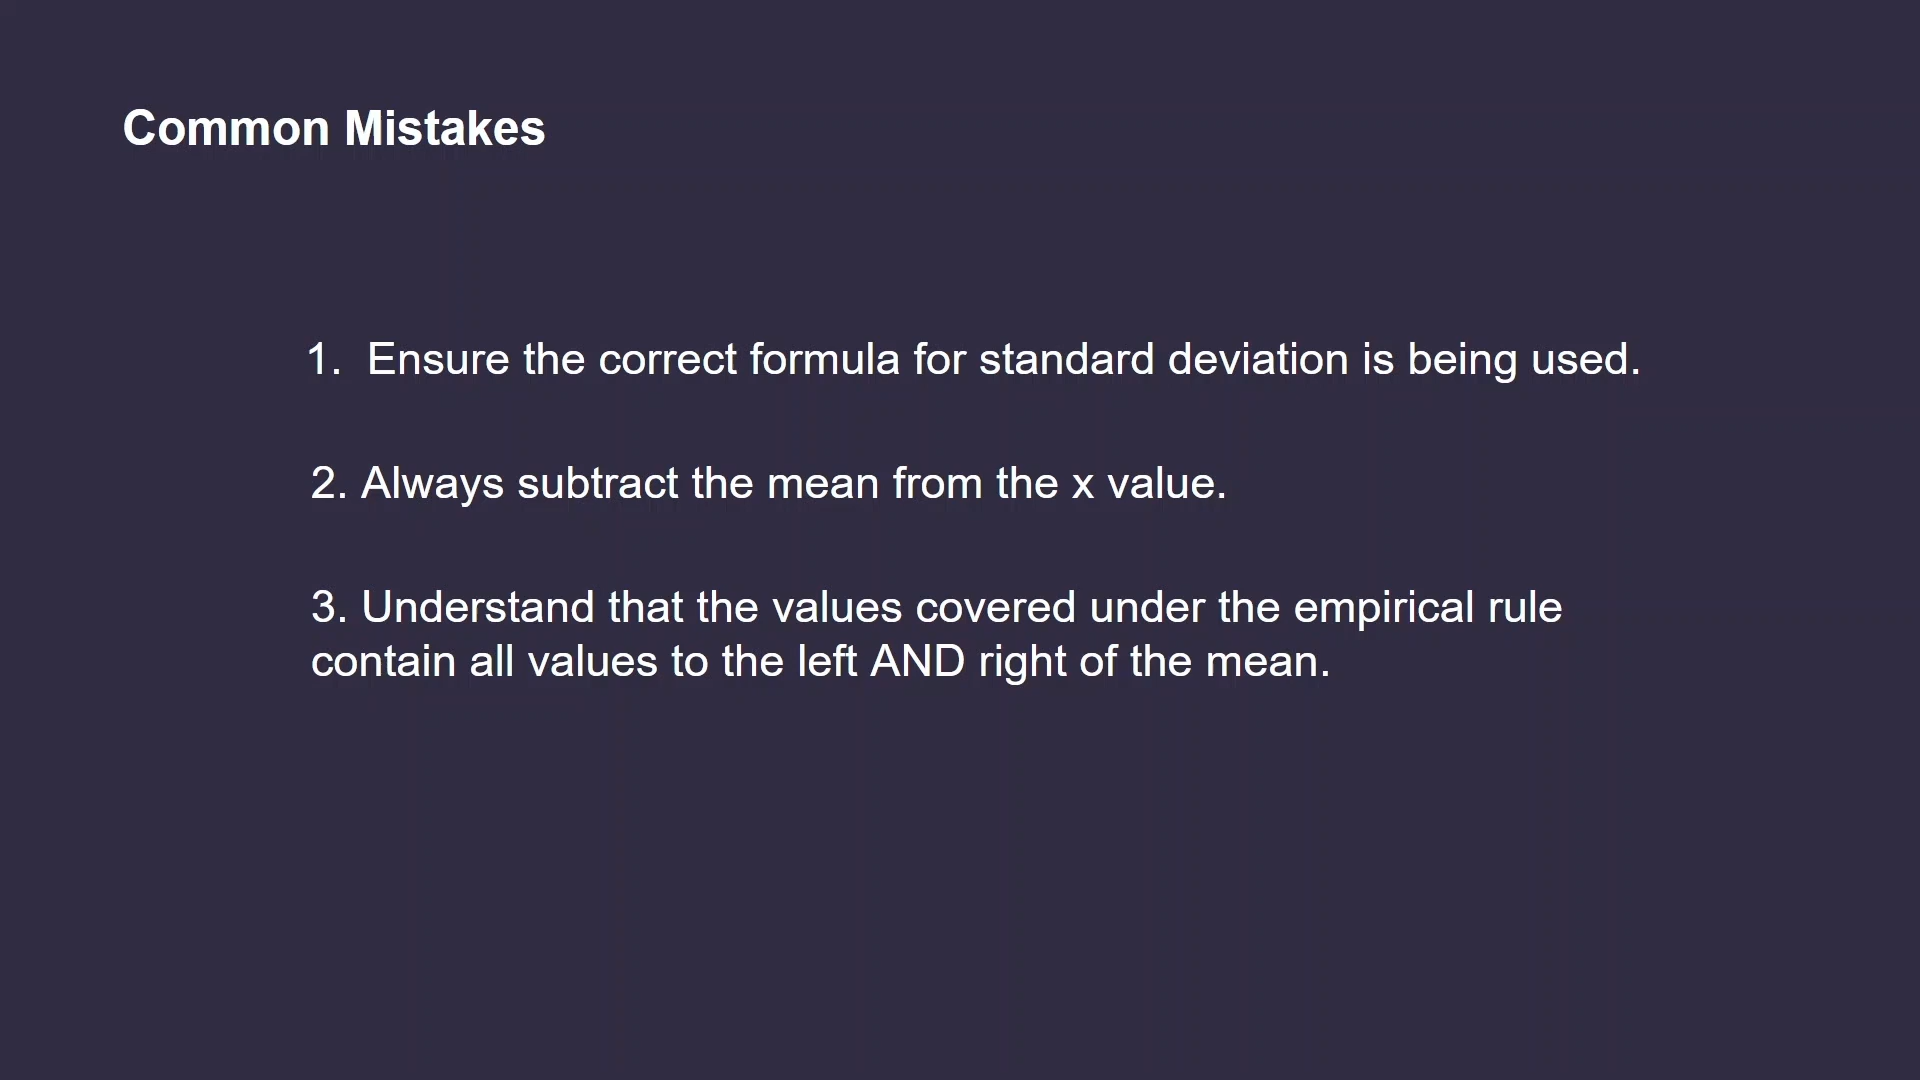 Common Mistakes
1. Ensure the correct formula for standard deviation is being used.
2. Always subtract the mean from the x value.
3. Understand that the values covered under the empirical rule
contain all values to the left AND right of the mean.